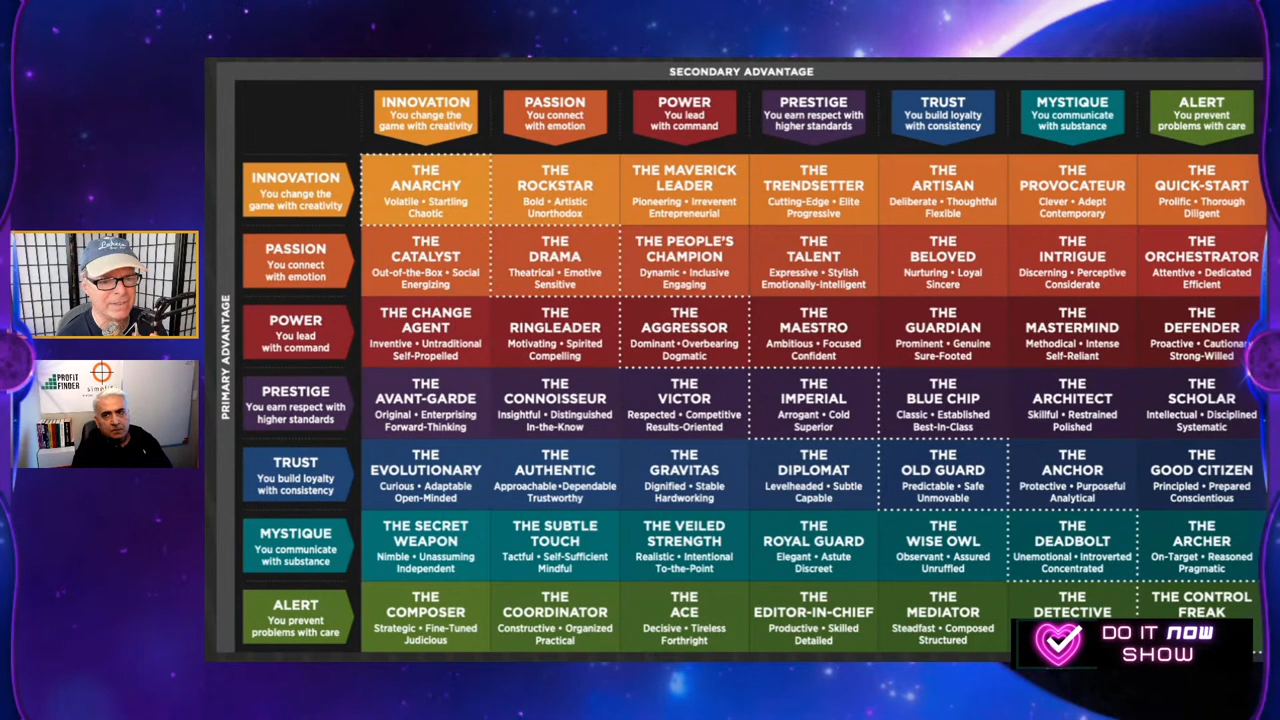 SECONDARY ADVANTAGE
INNOVATION
You change the
game with creativity
PASSION
You connect
with emotion
POWER
You lead
with command
PRESTIGE
You earn respect with
higher standards
TRUST
You build loyalty
with consistency
MYSTIQUE
You communicate
with substance
ALERT
You prevent
problems with care
PRIMARY ADVANTAGE
INNOVATION
You change the
game with creativity
THE
ANARCHY
Volatile • Startling
Chaotic
THE
ROCKSTAR
Bold • Artistic
Unorthodox
THE MAVERICK
LEADER
Pioneering • Irreverent
Entrepreneurial
THE
TRENDSETTER
Cutting-Edge • Elite
Progressive
THE
ARTISAN
Deliberate • Thoughtful
Flexible
THE
PROVOCATEUR
Clever • Adept
Contemporary
THE
QUICK-START
Prolific • Thorough
Diligent
PASSION
You connect
with emotion
THE
CATALYST
Out-of-the-Box • Social
Energizing
THE
DRAMA
Theatrical • Emotive
Sensitive
THE PEOPLE'S
CHAMPION
Dynamic • Inclusive
Engaging
THE
TALENT
Expressive • Stylish
Emotionally-Intelligent
THE
BELOVED
Nurturing • Loyal
Sincere
THE
INTRIGUE
Discerning • Perceptive
Considerate
THE
ORCHESTRATOR
Attentive • Dedicated
Efficient
POWER
You lead
with command
THE CHANGE
AGENT
Inventive • Untraditional
Self-Propelled
THE
RINGLEADER
Motivating • Spirited
Compelling
THE
AGGRESSOR
Dominant • Overbearing
Dogmatic
THE
MAESTRO
Ambitious • Focused
Confident
THE
GUARDIAN
Prominent • Genuine
Sure-Footed
THE
MASTERMIND
Methodical • Intense
Self-Reliant
THE
DEFENDER
Proactive • Cautionar
Strong-Willed
PRESTIGE
You earn respect with
higher standards
THE
AVANT-GARDE
Original • Enterprising
Forward-Thinking
THE
CONNOISSEUR
Insightful • Distinguished
In-the-Know
THE
VICTOR
Respected • Competitive
Results-Oriented
THE
IMPERIAL
Arrogant • Cold
Superior
THE
BLUE CHIP
Classic • Established
Best-In-Class
THE
ARCHITECT
Skillful • Restrained
Polished
THE
SCHOLAR
Intellectual • Disciplined
Systematic
TRUST
You build loyalty
with consistency
THE
EVOLUTIONARY
Curious • Adaptable
Open-Minded
THE
AUTHENTIC
Approachable • Dependable
Trustworthy
THE
GRAVITAS
Dignified • Stable
Hardworking
THE
DIPLOMAT
Levelheaded • Subtle
Capable
THE
OLD GUARD
Predictable • Safe
Unmovable
THE
ANCHOR
Protective • Purposeful
Analytical
THE
GOOD CITIZEN
Principled • Prepared
Conscientious
MYSTIQUE
You communicate
with substance
THE SECRET
WEAPON
Nimble • Unassuming
Independent
THE SUBTLE
TOUCH
Tactful • Self-Sufficient
Mindful
THE VEILED
STRENGTH
Realistic • Intentional
To-the-Point
THE
ROYAL GUARD
Elegant • Astute
Discreet
THE
WISE OWL
Observant • Assured
Unruffled
THE
DEADBOLT
Unemotional • Introverted
Concentrated
THE
ARCHER
On-Target • Reasoned
Pragmatic
ALERT
You prevent
problems with care
THE
COMPOSER
Strategic • Fine-Tuned
Judicious
THE
COORDINATOR
Constructive • Organized
Practical
THE
ACE
Decisive • Tireless
Forthright
THE
EDITOR-IN-CHIEF
Productive • Skilled
Detailed
THE
MEDIATOR
Steadfast • Composed
Structured
THE
DETECTIVE
THE CONTROL
FREAK
PROFIT
FINDER
DO IT NOW
SHOW